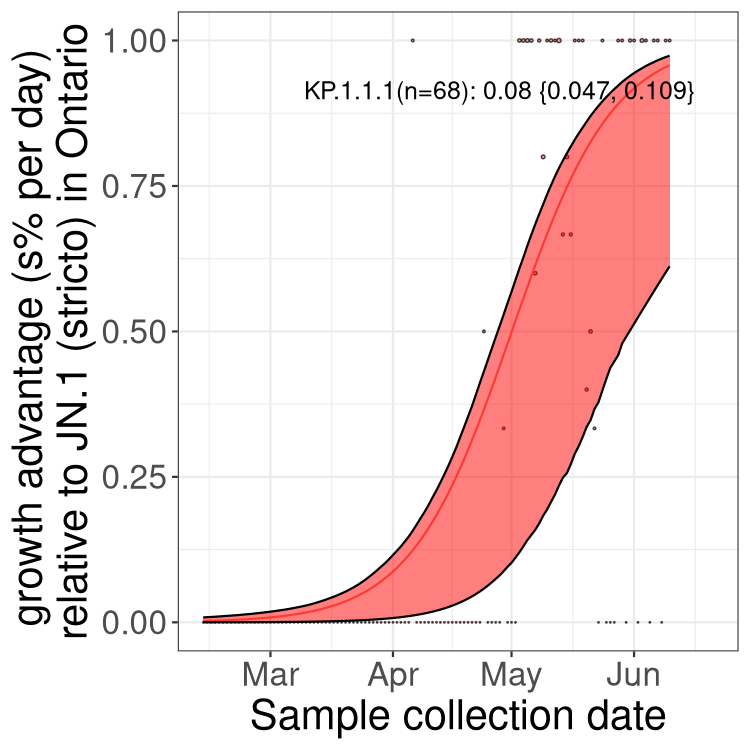 growth advantage (s% per day)
relative to JN.1 (stricto) in Ontario
1.00
0.75
0.50
0.25
0.00
KP.1.1.1(n=68): 0.08 {0.047, 0.109}
Mar Apr May Jun
Sample collection date